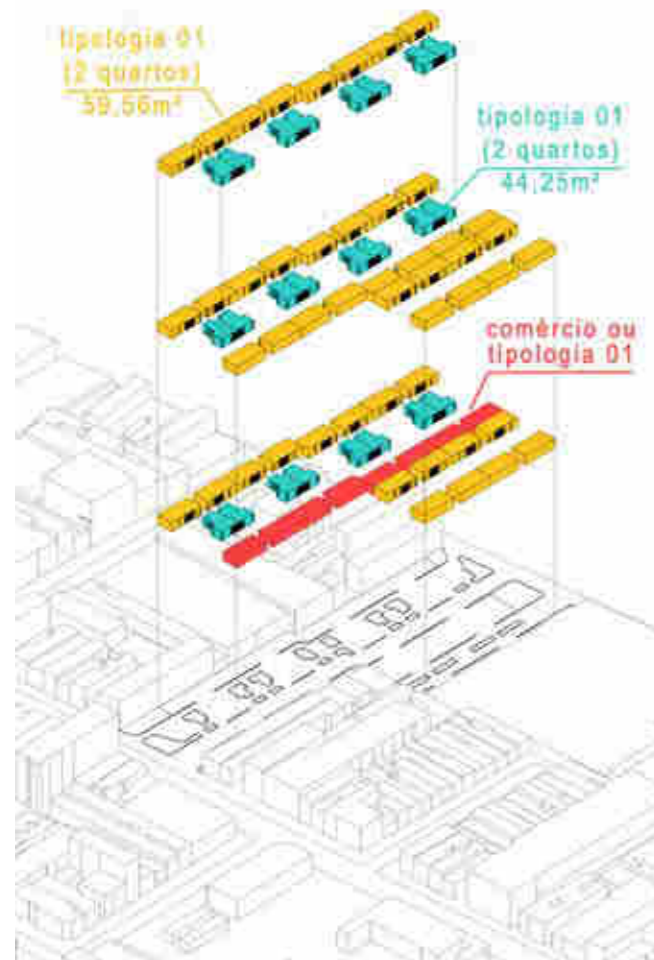 tipologia 01
(2 quartos)
59,56m²
tipologia 01
(2 quartos)
44,25m²
comércio ou
tipologia 01